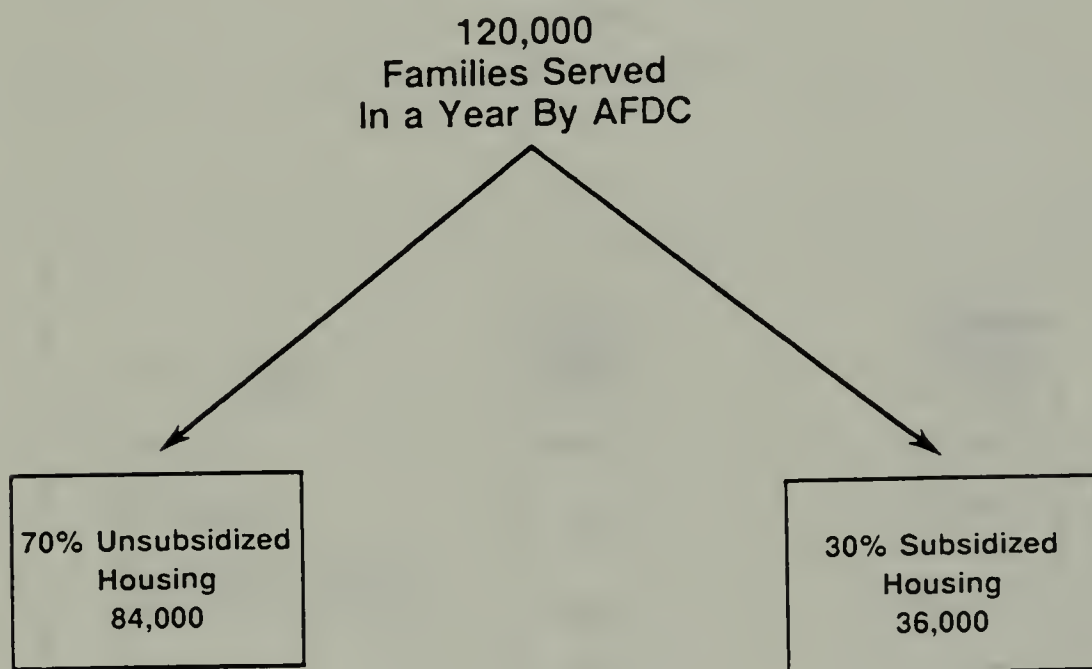 120,000
Families Served
In a Year By AFDC
70% Unsubsidized
Housing
84,000
30% Subsidized
Housing
36,000